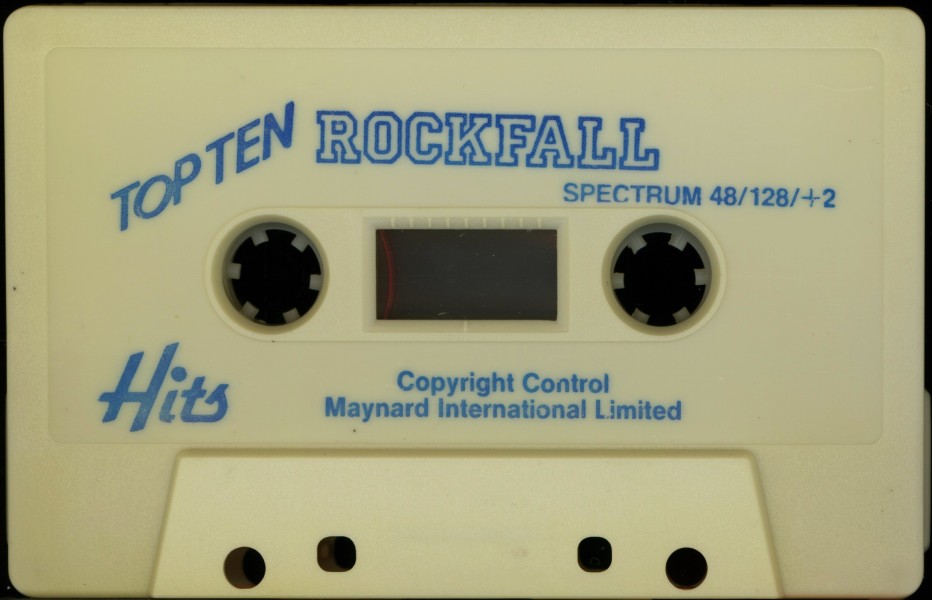 TOP TEN
ROCKFALL
SPECTRUM 48/128/+2
Hits
Copyright Control
Maynard International Limited